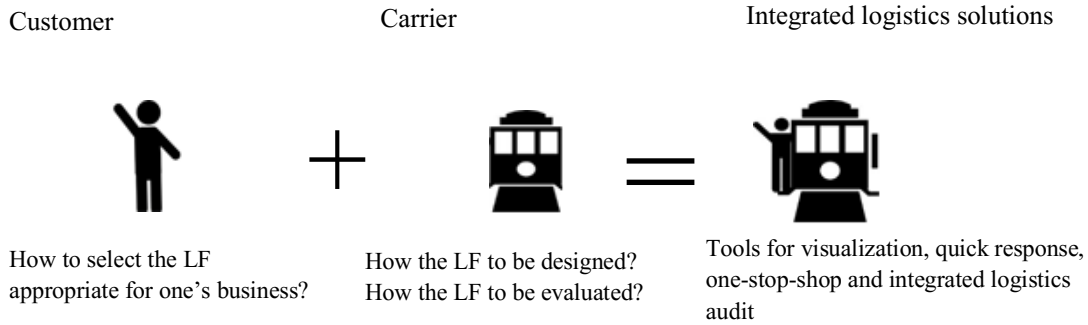 Customer
Carrier
Integrated logistics solutions
How to select the LF
appropriate for one’s business?
How the LF to be designed?
How the LF to be evaluated?
Tools for visualization, quick response,
one-stop-shop and integrated logistics
audit